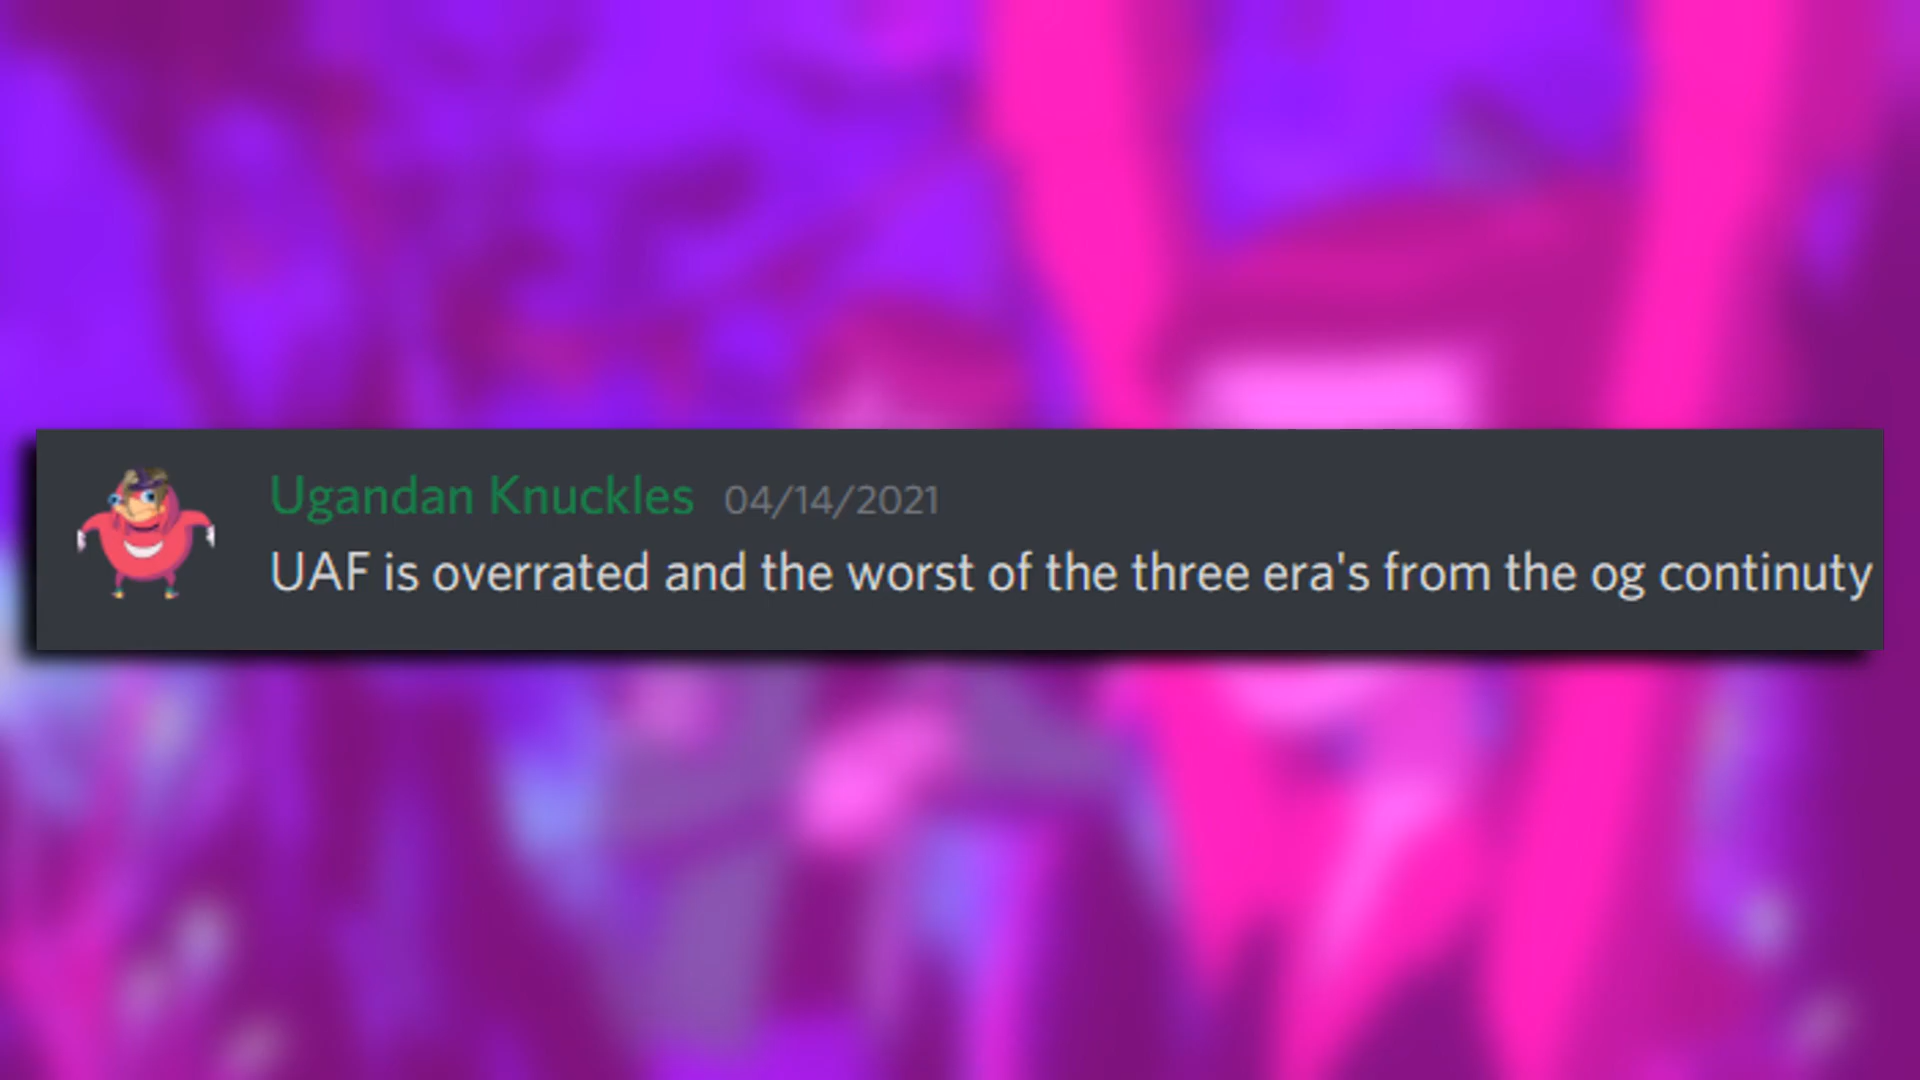 Ugandan Knuckles 04/14/2021
UAF is overrated and the worst of the three era's from the og continuty